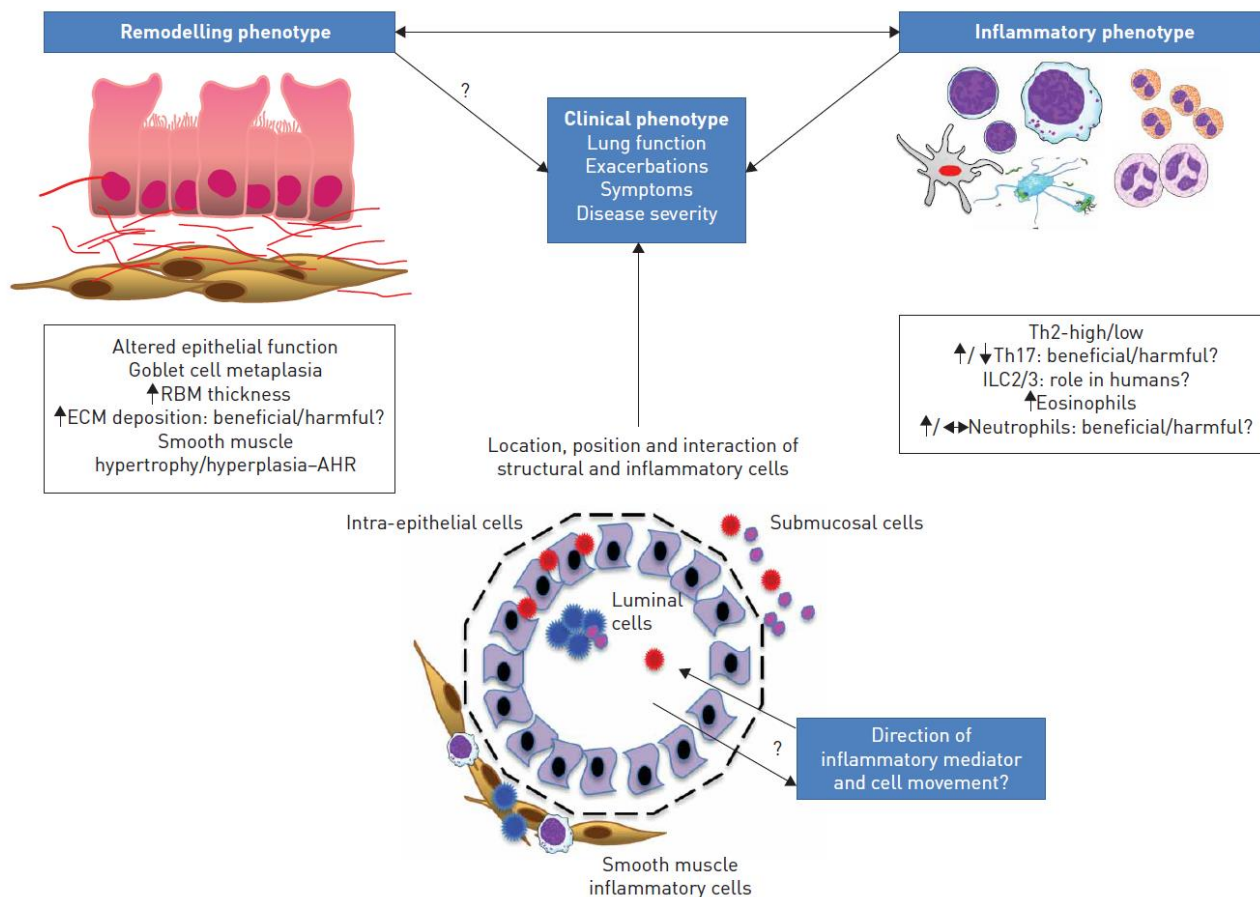 Remodelling phenotype
Inflammatory phenotype
?
Clinical phenotype
Lung function
Exacerbations
Symptoms
Disease severity
Altered epithelial function
Goblet cell metaplasia
↑RBM thickness
↑ECM deposition: beneficial/harmful?
Smooth muscle
hypertrophy/hyperplasia–AHR
Th2-high/low
↑/↓Th17: beneficial/harmful?
ILC2/3: role in humans?
↑Eosinophils
↑/↔Neutrophils: beneficial/harmful?
Location, position and interaction of
structural and inflammatory cells
Intra-epithelial cells
Submucosal cells
Luminal
cells
?
Direction of
inflammatory mediator
and cell movement?
Smooth muscle
inflammatory cells